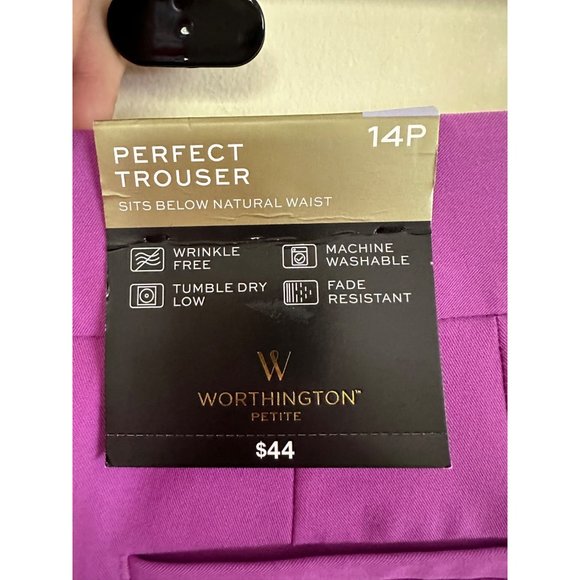 14P
PERFECT
TROUSER
SITS BELOW NATURAL WAIST
WRINKLE
FREE
MACHINE
WASHABLE
TUMBLE DRY
LOW
FADE
RESISTANT
W
WORTHINGTON™
PETITE
$44